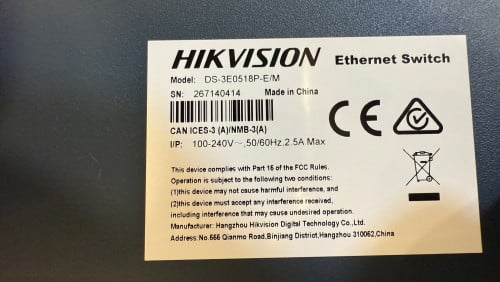 HIKVISION Ethernet Switch
Model: DS-3E0518P-E/M
SN: 267140414 Made in China
CAN ICES-3 (A)/NMB-3(A)
I/P: 100-240V~,50/60Hz, 2.5A Max
CE
This device complies with Part 15 of the FCC Rules.
Operation is subject to the following two conditions:
(1)this device may not cause harmful interference, and
(2)this device must accept any interference received,
including interference that may cause undesired operation.
Manufacturer: Hangzhou Hikvision Digital Technology Co.,Ltd.
Address:No.555 Qianmo Road,Binjiang District,Hangzhou 310052,China